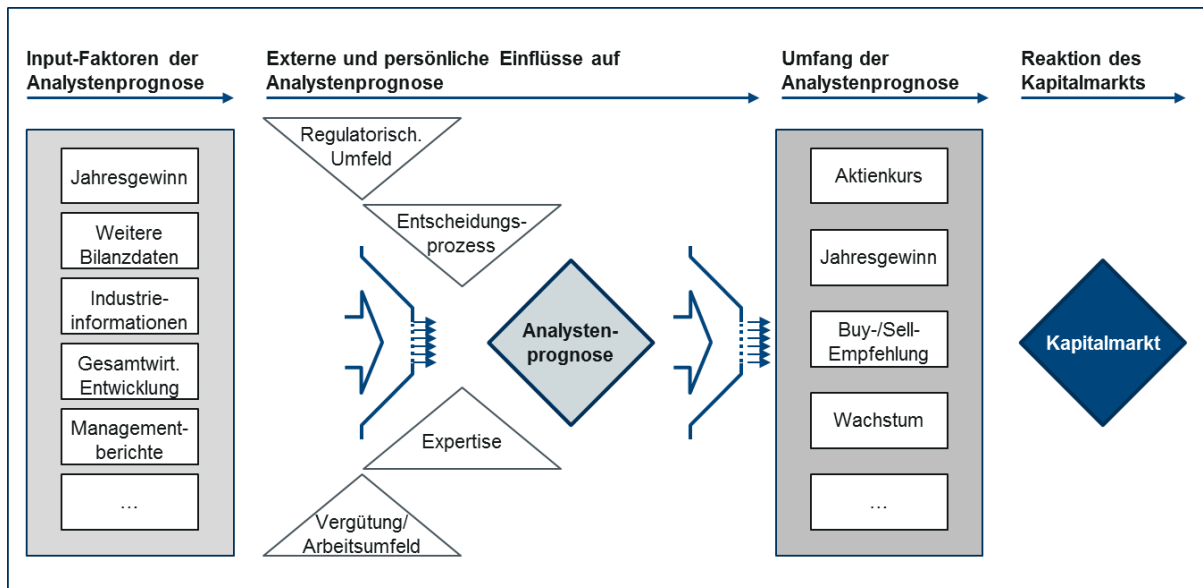 Input-Faktoren der
Analystenprognose
Jahresgewinn
Weitere
Bilanzdaten
Industrie-
informationen
Gesamtwirt.
Entwicklung
Management-
berichte
...
Externe und persönliche Einflüsse auf
Analystenprognose
Regulatorisch.
Umfeld
Entscheidungs-
prozess
Analysten-
prognose
Expertise
Vergütung/
Arbeitsumfeld
Umfang der
Analystenprognose
Aktienkurs
Jahresgewinn
Buy-/Sell-
Empfehlung
Wachstum
...
Reaktion des
Kapitalmarkts
Kapitalmarkt